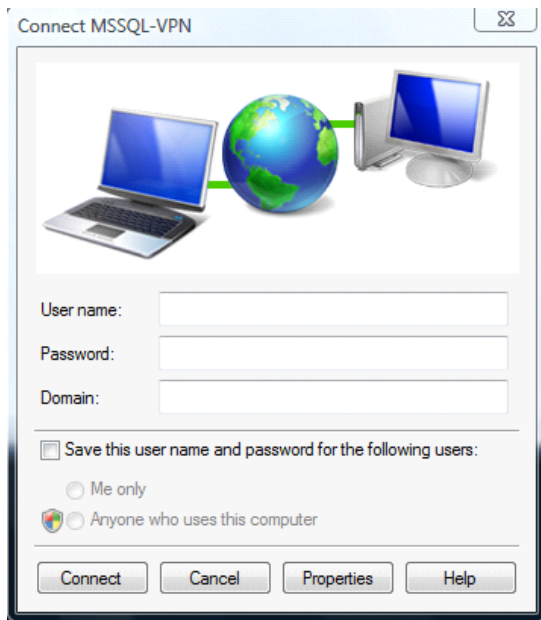 Connect MSSQL-VPN
User name:
Password:
Domain:
Save this user name and password for the following users:
Me only
Anyone who uses this computer
Connect Cancel Properties Help